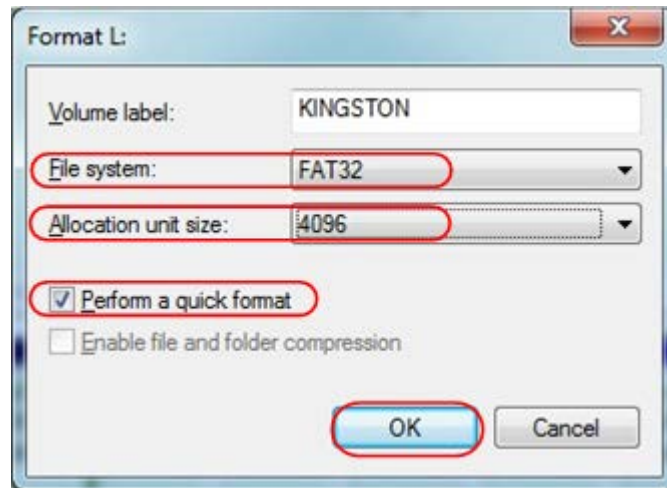 Format L:
Volume label: KINGSTON
File system: FAT32
Allocation unit size: 4096
Perform a quick format
Enable file and folder compression
OK Cancel